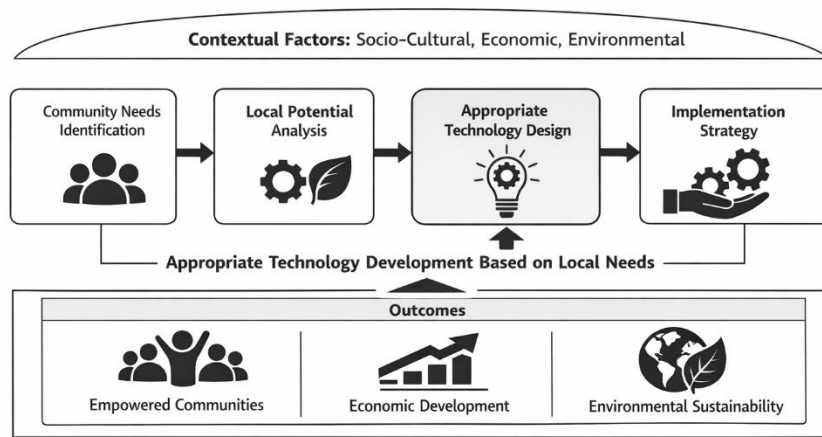 Contextual Factors: Socio-Cultural, Economic, Environmental
Community Needs
Identification
Local Potential
Analysis
Appropriate
Technology Design
Implementation
Strategy
Appropriate Technology Development Based on Local Needs
Outcomes
Empowered Communities
Economic Development
Environmental Sustainability